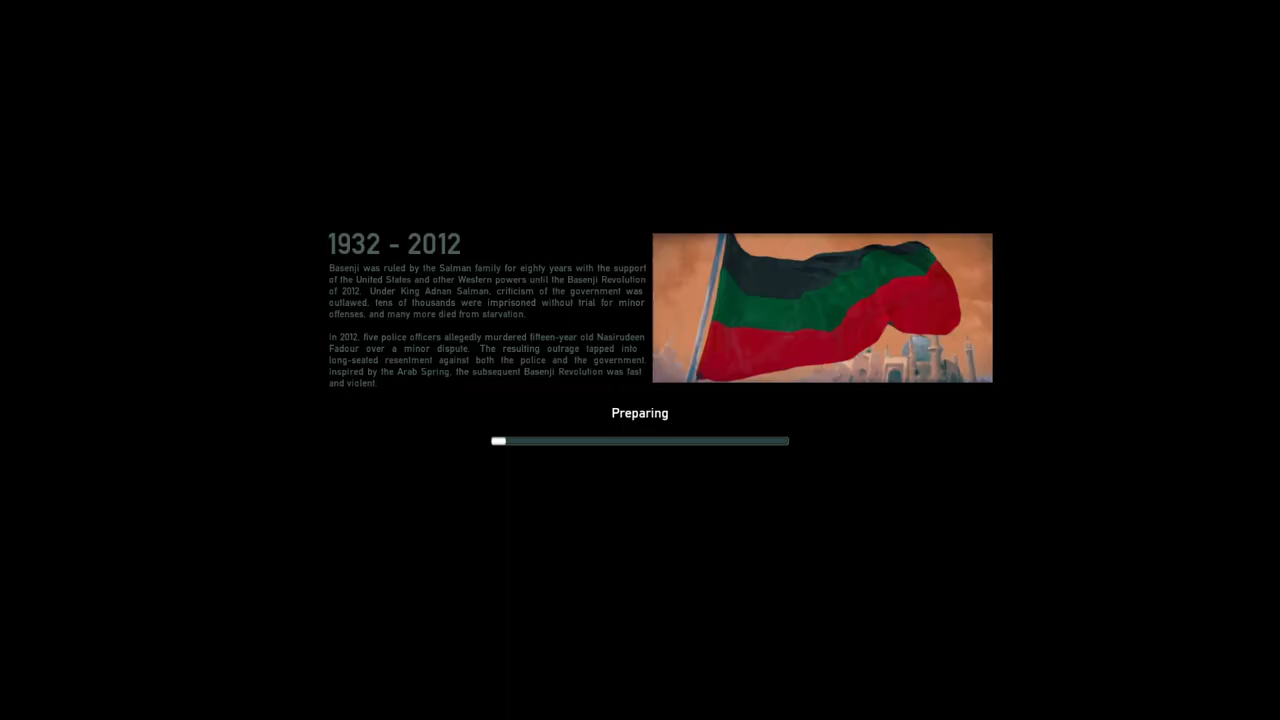 1932 - 2012
Basenji was ruled by the Salman family for eighty years with the support
of the United States and other Western powers until the Basenji Revolution
of 2012. Under King Adnan Salman, criticism of the government was
outlawed, tens of thousands were imprisoned without trial for minor
offenses, and many more died from starvation.
In 2012, five police officers allegedly murdered fifteen-year old Nasirudeen
Fadour over a minor dispute. The resulting outrage tapped into
long-seated resentment against both the police and the government.
Inspired by the Arab Spring, the subsequent Basenji Revolution was fast
and violent.
Preparing